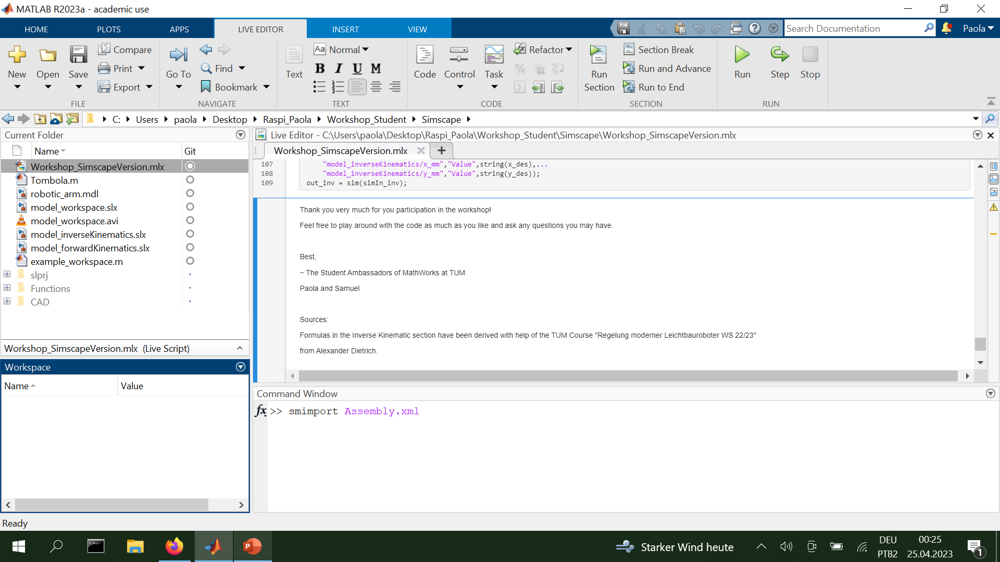 MATLAB R2023a - academic use
HOME PLOTS APPS LIVE EDITOR INSERT VIEW Search Documentation Paola
New Open Save Compare Print Export
FILE
Go To Find Bookmark
NAVIGATE
Text Aa Normal
B I U M
TEXT
Code Control Task Refactor
CODE
Run Section Section Break
Run and Advance
Run to End
SECTION
Run Step Stop
RUN
C: Users paola Desktop Raspi_Paola Workshop_Student Simscape
Current Folder
Name Git
Workshop_SimscapeVersion.mlx
Tombola.m
robotic_arm.mdl
model_workspace.slx
model_workspace.avi
model_inverseKinematics.slx
model_forwardKinematics.slx
example_workspace.m
slprj
Functions
CAD
Workshop_SimscapeVersion.mlx (Live Script)
Workspace
Name Value
Live Editor - C:\Users\paola\Desktop\Raspi_Paola\Workshop_Student\Simscape\Workshop_SimscapeVersion.mlx
Workshop_SimscapeVersion.mlx
107 "model_inverseKinematics/x_mm","Value",string(x_des),...
108 "model_inverseKinematics/y_mm","Value",string(y_des));
109 out_inv = sim(simIn_inv);
Thank you very much for you participation in the workshop!
Feel free to play around with the code as much as you like and ask any questions you may have.
Best,
~ The Student Ambassadors of MathWorks at TUM
Paola and Samuel
Sources:
Formulas in the Inverse Kinematic section have been derived with help of the TUM Course "Regelung moderner Leichtbauroboter WS 22/23"
from Alexander Dietrich.
Command Window
fx >> smimport Assembly.xml
Ready
Starker Wind heute
DEU
PTB2
00:25
25.04.2023
1